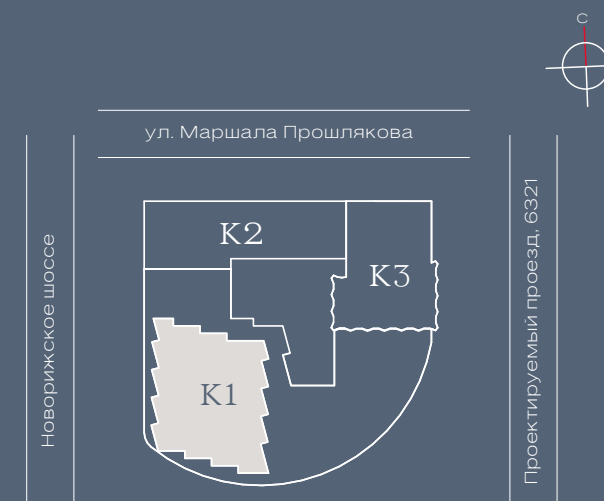 С
ул. Маршала Прошлякова
Новорижское шоссе
Проектируемый проезд, 6321
К2
К3
К1